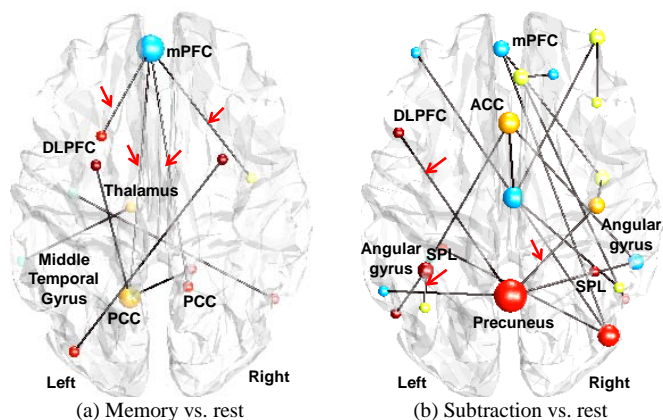 mPFC
DLPFC
Thalamus
Middle
Temporal
Gyrus
PCC
PCC
Left
Right
(a) Memory vs. rest
mPFC
ACC
DLPFC
Angular
gyrus
Angular
gyrus
SPL
SPL
Precuneus
Left
Right
(b) Subtraction vs. rest